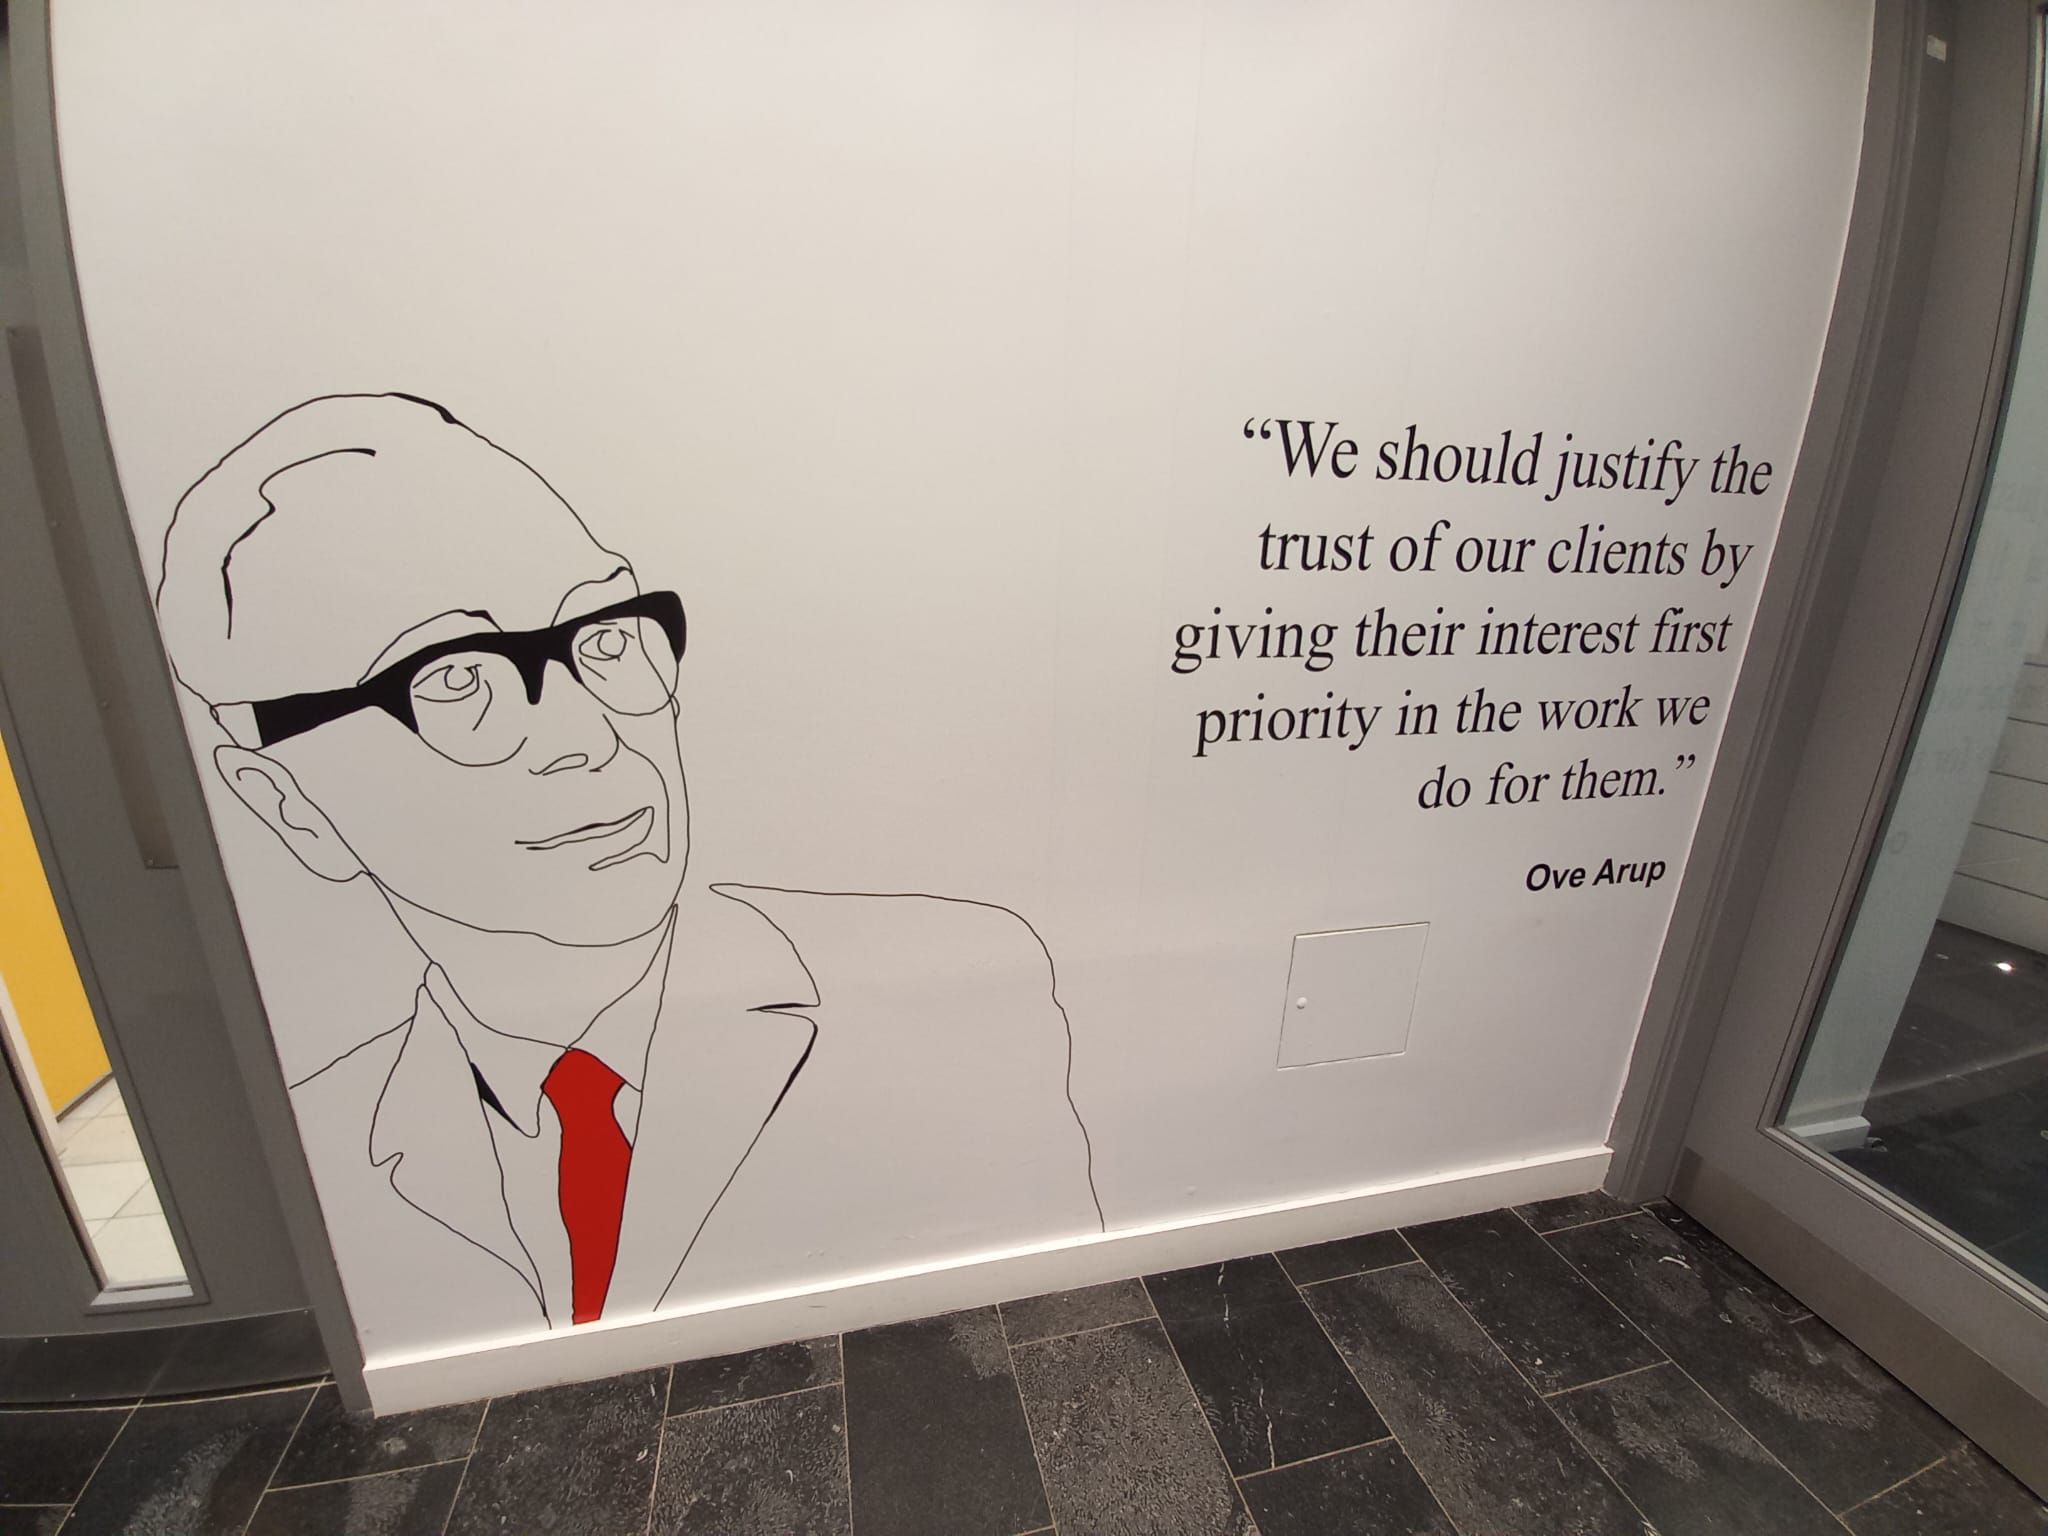 “We should justify the
trust of our clients by
giving their interest first
priority in the work we
do for them.”
Ove Arup